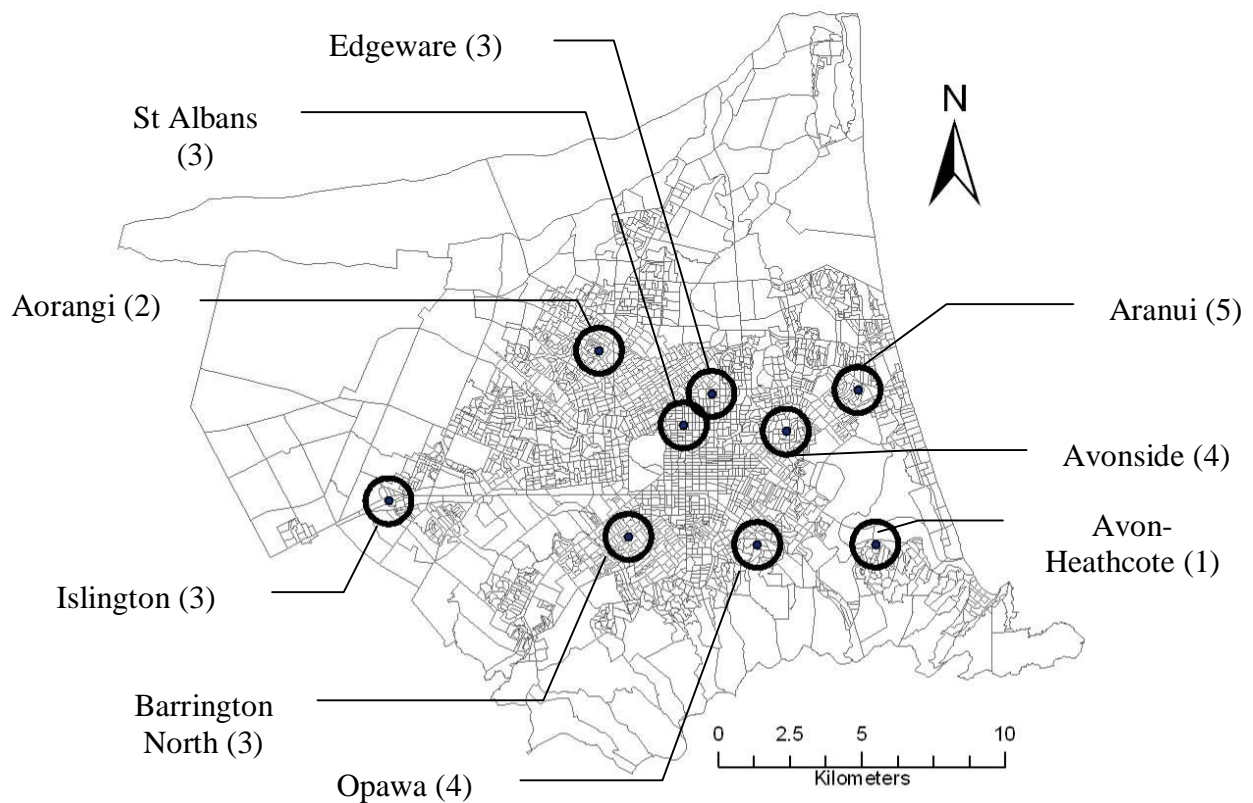 Edgeware (3)
St Albans
(3)
N
Aorangi (2)
Aranui (5)
Avonside (4)
Avon-
Heathcote (1)
Islington (3)
Barrington
North (3)
Opawa (4)
0 2.5 5 10
Kilometers